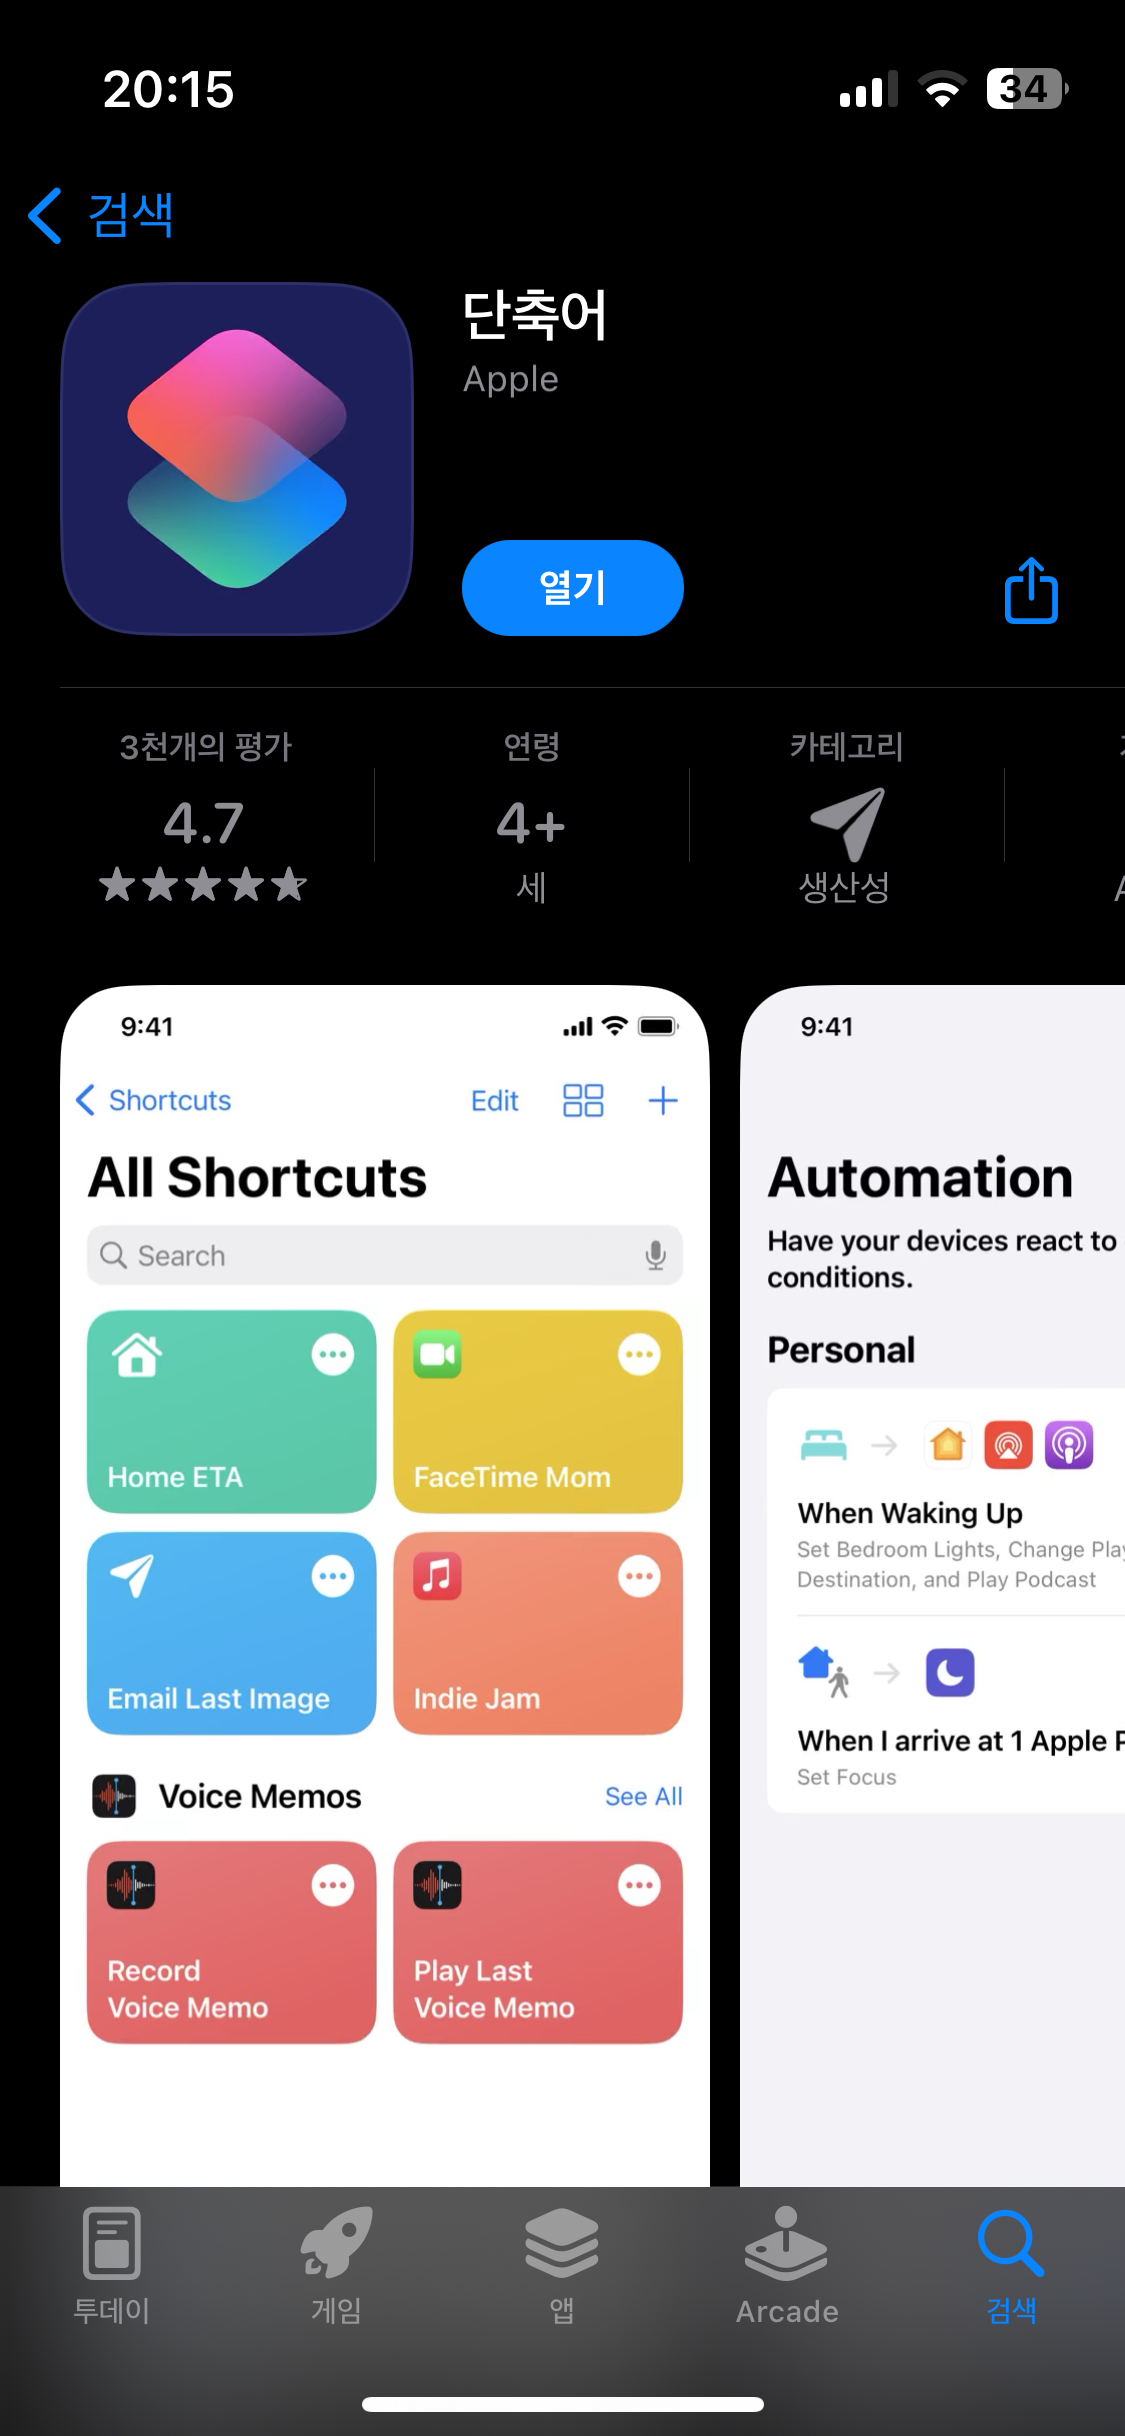 20:15
34
검색
단축어
Apple
열기
3천개의 평가
4.7
연령
4+
세
카테고리
생산성
9:41
Shortcuts
Edit
All Shortcuts
Search
Home ETA
FaceTime Mom
Email Last Image
Indie Jam
Voice Memos
See All
Record
Voice Memo
Play Last
Voice Memo
9:41
Automation
Have your devices react to
conditions.
Personal
When Waking Up
Set Bedroom Lights, Change Play
Destination, and Play Podcast
When I arrive at 1 Apple P
Set Focus
투데이
게임
앱
Arcade
검색